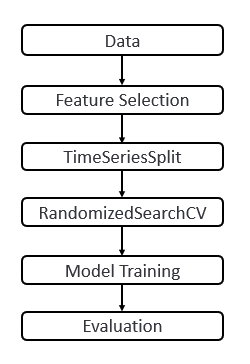 Data
Feature Selection
TimeSeriesSplit
RandomizedSearchCV
Model Training
Evaluation